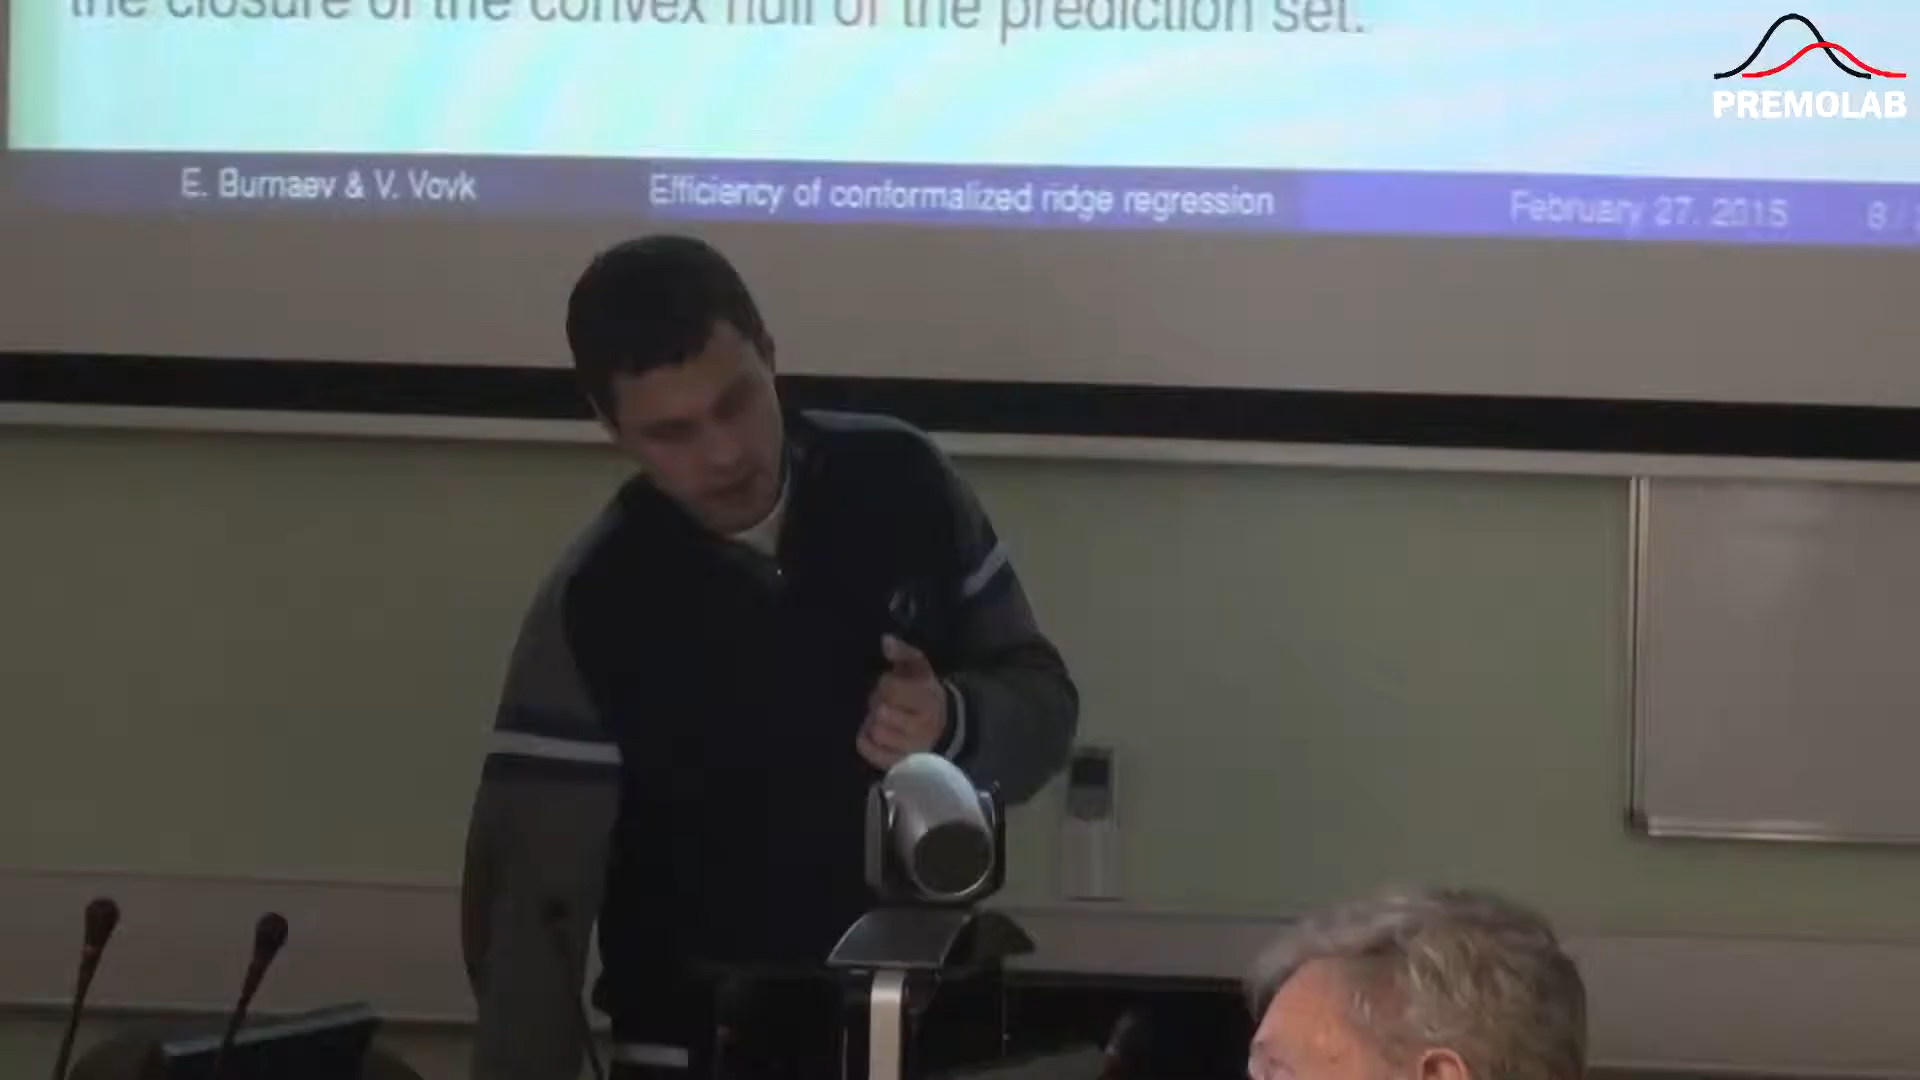 the closure of the convex hull of the prediction set.
PREMOLAB
E. Burnaev & V. Vovk
Efficiency of conformalized ridge regression
February 27, 2015
8 /